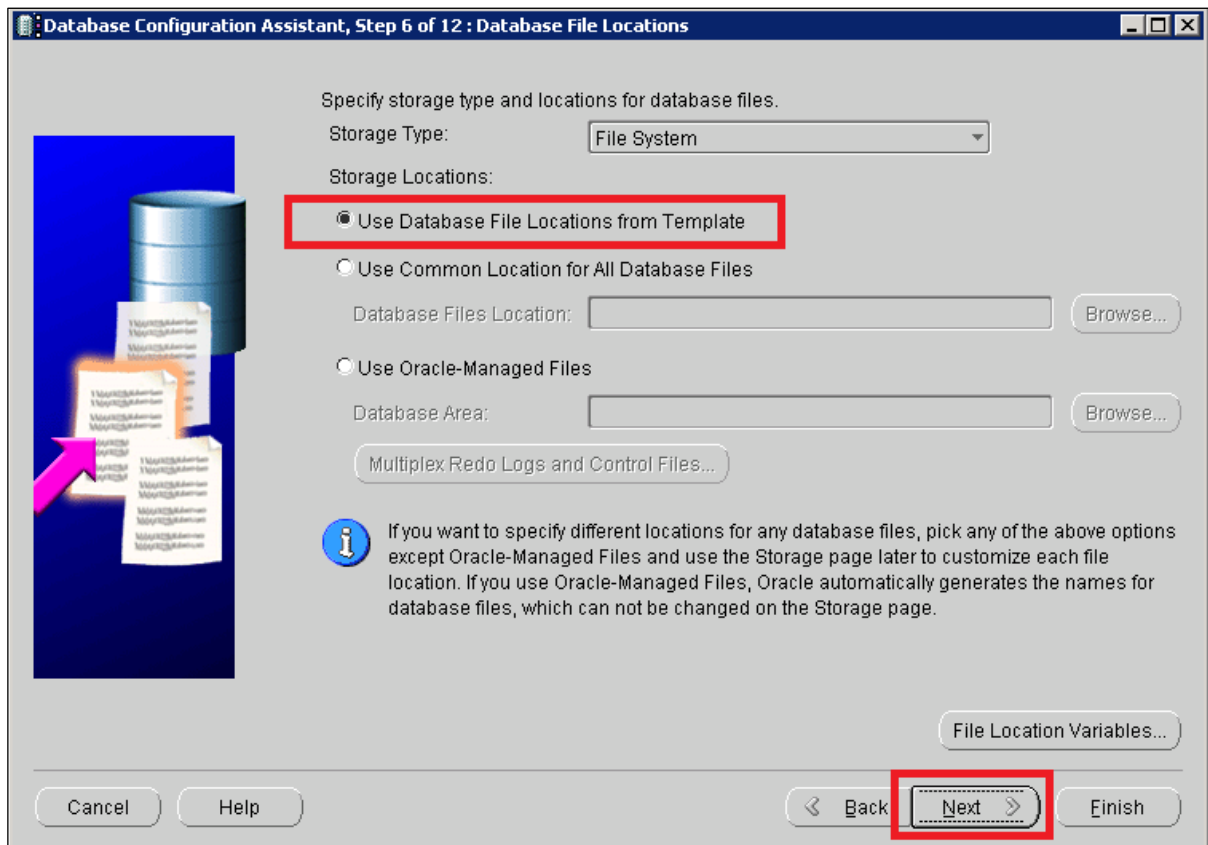 Database Configuration Assistant, Step 6 of 12 : Database File Locations
Specify storage type and locations for database files.
Storage Type:
File System
Storage Locations:
Use Database File Locations from Template
Use Common Location for All Database Files
Database Files Location:
Browse...
Use Oracle-Managed Files
Database Area:
Browse...
Multiplex Redo Logs and Control Files...
If you want to specify different locations for any database files, pick any of the above options
except Oracle-Managed Files and use the Storage page later to customize each file
location. If you use Oracle-Managed Files, Oracle automatically generates the names for
database files, which can not be changed on the Storage page.
File Location Variables...
Cancel
Help
Back
Next
Finish